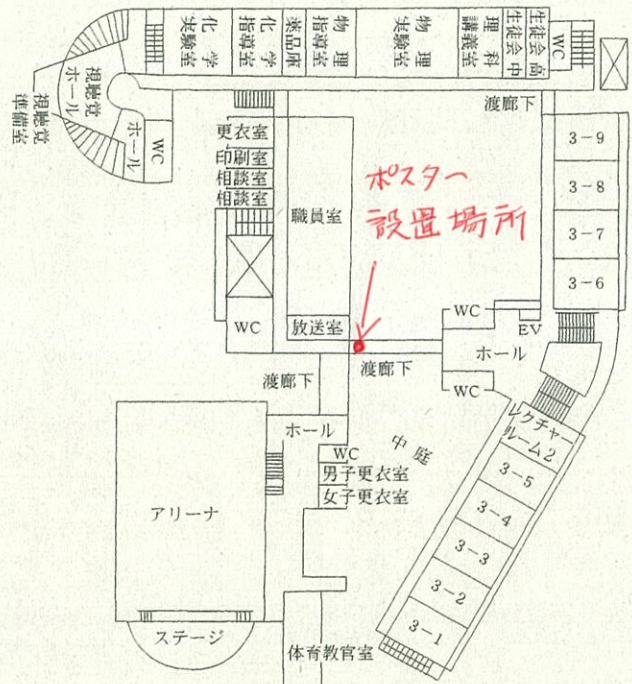 化学
実験室
化学
指導室
薬品庫
物理
指導室
物理
実験室
理科
講義室
生徒会 中
生徒会 高
WC
渡廊下
視聴覚
ホール
視聴覚
準備室
ホール
WC
更衣室
印刷室
相談室
相談室
職員室
ポスター
設置場所
3-9
3-8
3-7
3-6
WC
放送室
WC
EV
ホール
渡廊下
渡廊下
WC
レクチャー
ルーム2
ホール
中庭
WC
男子更衣室
女子更衣室
3-5
3-4
3-3
3-2
3-1
アリーナ
ステージ
体育教官室